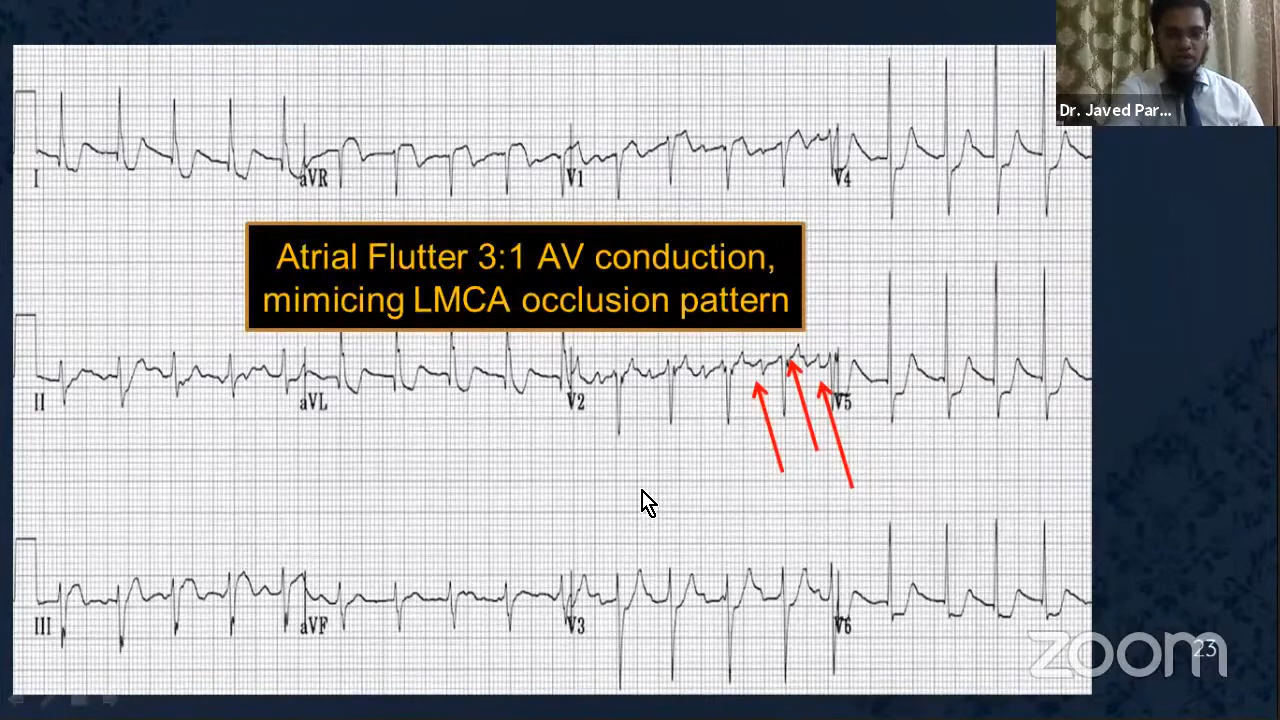 Dr. Javed Par...
I
aVR
V1
V4
Atrial Flutter 3:1 AV conduction,
mimicing LMCA occlusion pattern
II
aVL
V2
V5
III
aVF
V3
V6
zoom
23